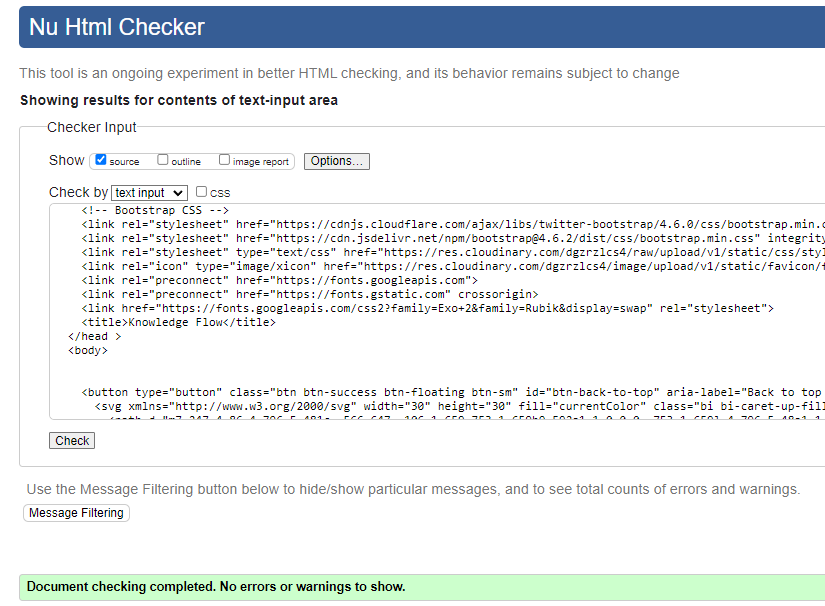 Nu Html Checker
This tool is an ongoing experiment in better HTML checking, and its behavior remains subject to change
Showing results for contents of text-input area
Checker Input
Show source outline image report Options...
Check by text input css
<!-- Bootstrap CSS -->
<link rel="stylesheet" href="https://cdnjs.cloudflare.com/ajax/libs/twitter-bootstrap/4.6.0/css/bootstrap.min.c
<link rel="stylesheet" href="https://cdn.jsdelivr.net/npm/bootstrap@4.6.2/dist/css/bootstrap.min.css" integrity
<link rel="stylesheet" type="text/css" href="https://res.cloudinary.com/dgzrzlcs4/raw/upload/v1/static/css/styl
<link rel="icon" type="image/xicon" href="https://res.cloudinary.com/dgzrzlcs4/image/upload/v1/static/favicon/f
<link rel="preconnect" href="https://fonts.googleapis.com">
<link rel="preconnect" href="https://fonts.gstatic.com" crossorigin>
<link href="https://fonts.googleapis.com/css2?family=Exo+2&family=Rubik&display=swap" rel="stylesheet">
<title>Knowledge Flow</title>
</head >
<body>
<button type="button" class="btn btn-success btn-floating btn-sm" id="btn-back-to-top" aria-label="Back to top
<svg xmlns="http://www.w3.org/2000/svg" width="30" height="30" fill="currentColor" class="bi bi-caret-up-fill
Check
Use the Message Filtering button below to hide/show particular messages, and to see total counts of errors and warnings.
Message Filtering
Document checking completed. No errors or warnings to show.